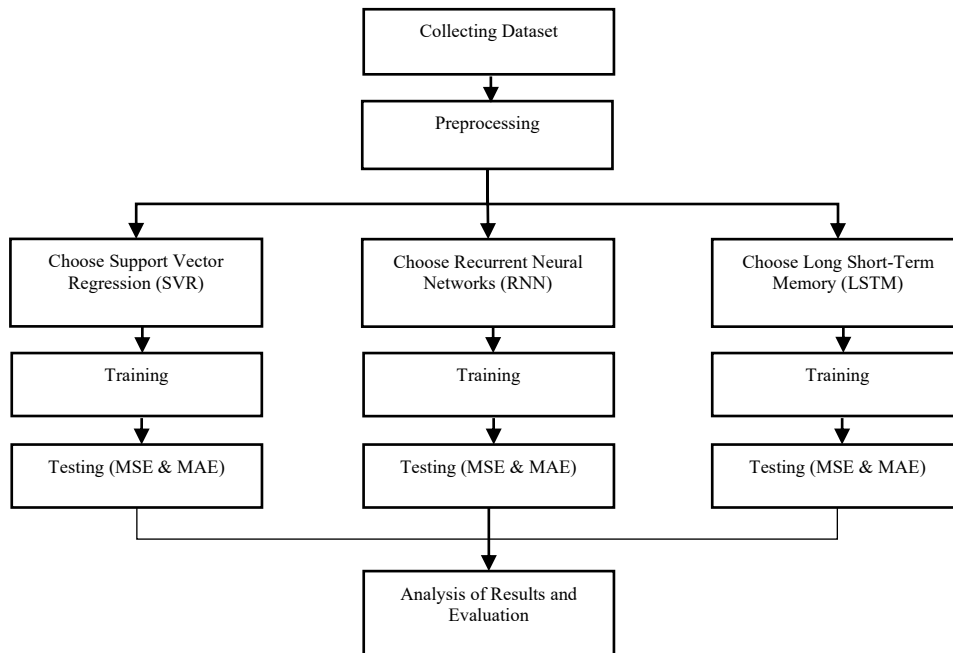 Collecting Dataset
Preprocessing
Choose Support Vector
Regression (SVR)
Choose Recurrent Neural
Networks (RNN)
Choose Long Short-Term
Memory (LSTM)
Training
Training
Training
Testing (MSE & MAE)
Testing (MSE & MAE)
Testing (MSE & MAE)
Analysis of Results and
Evaluation